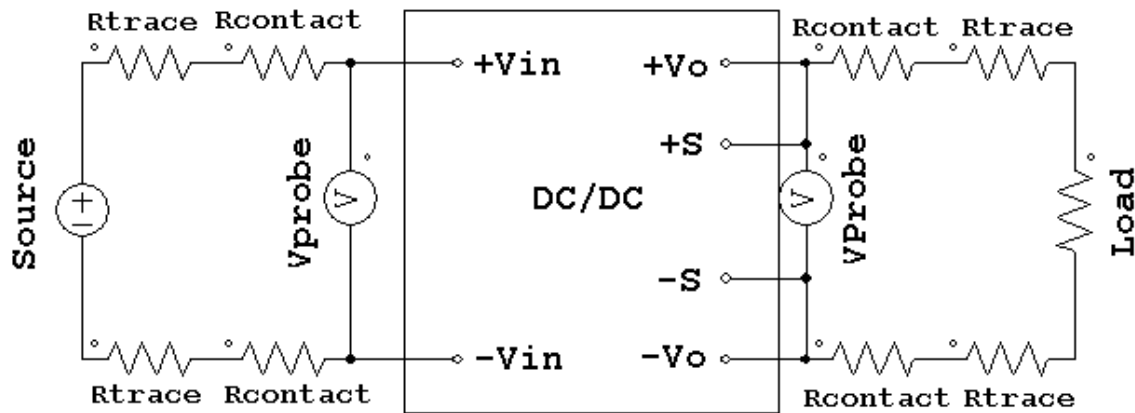 Rtrace Rcontact
Rcontact Rtrace
+Vin
+Vo
+S
Source
Vprobe
V
DC/DC
V
VProbe
Load
-S
-Vin
-Vo
Rtrace Rcontact
Rcontact Rtrace